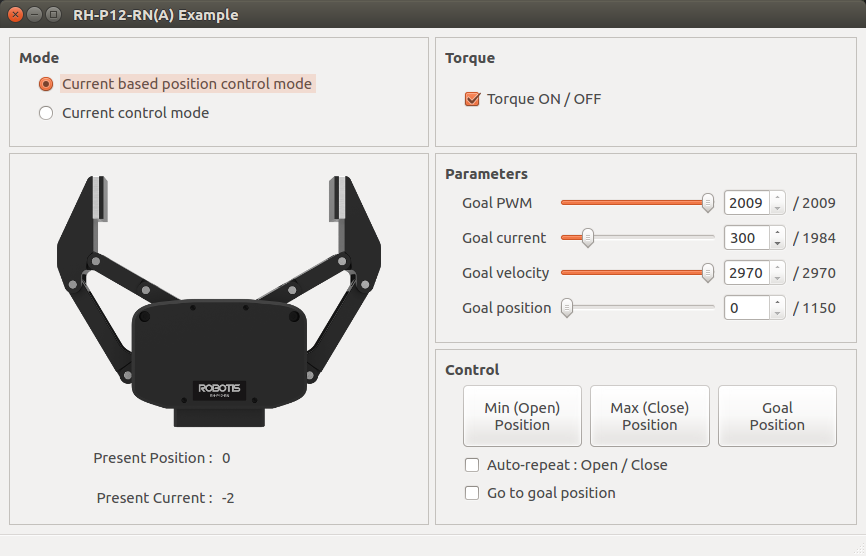 RH-P12-RN(A) Example
Mode
Current based position control mode
Current control mode
Torque
Torque ON / OFF
ROBOTIS
RH-P12-RN
Present Position : 0
Present Current : -2
Parameters
Goal PWM 2009 / 2009
Goal current 300 / 1984
Goal velocity 2970 / 2970
Goal position 0 / 1150
Control
Min (Open)
Position
Max (Close)
Position
Goal
Position
Auto-repeat : Open / Close
Go to goal position